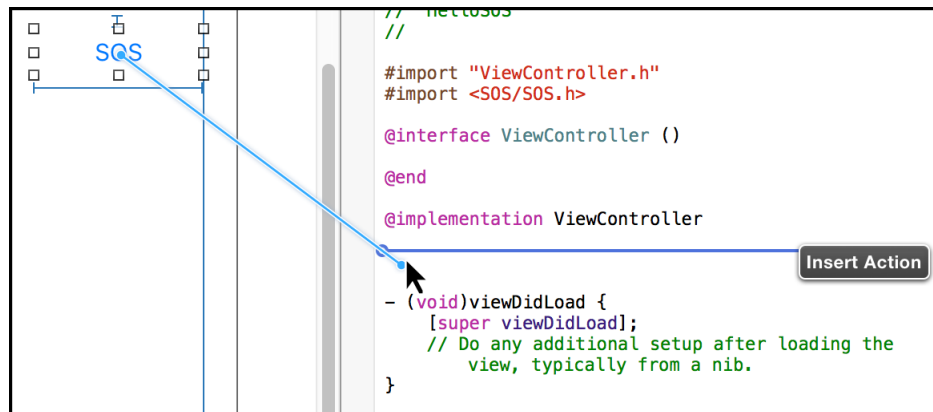 SOS
// HelloSOS
//
#import "ViewController.h"
#import <SOS/SOS.h>
@interface ViewController ()
@end
@implementation ViewController
Insert Action
- (void)viewDidLoad {
[super viewDidLoad];
// Do any additional setup after loading the
view, typically from a nib.
}